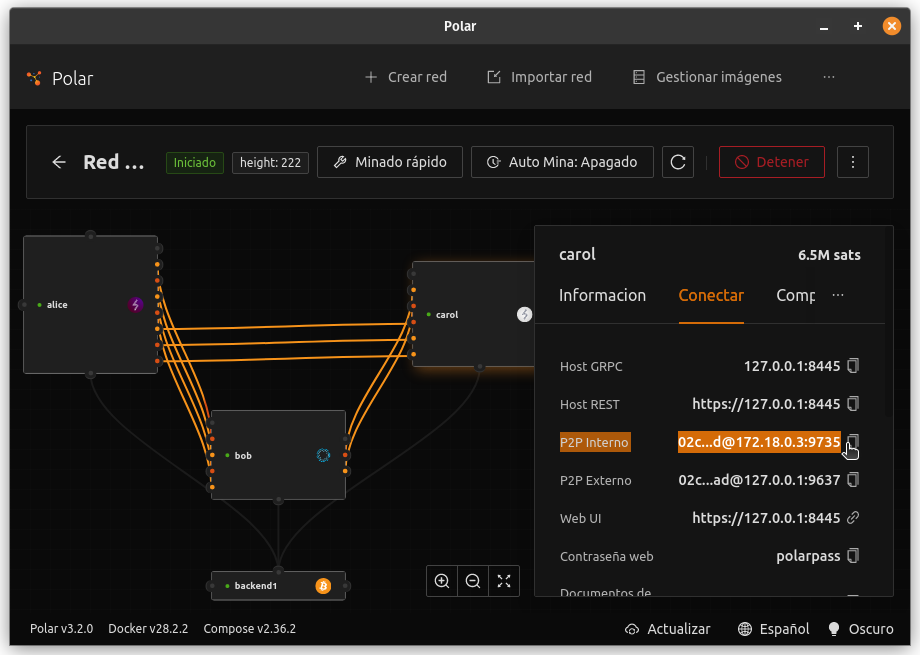 Polar
Polar
Crear red
Importar red
Gestionar imágenes
Red ...
Iniciado
height: 222
Minado rápido
Auto Mina: Apagado
Detener
alice
carol
bob
backend1
carol
6.5M sats
Informacion
Conectar
Comp
Host GRPC
127.0.0.1:8445
Host REST
https://127.0.0.1:8445
P2P Interno
02c...d@172.18.0.3:9735
P2P Externo
02c...ad@127.0.0.1:9637
Web UI
https://127.0.0.1:8445
Contraseña web
polarpass
Documentos de
Polar v3.2.0
Docker v28.2.2
Compose v2.36.2
Actualizar
Español
Oscuro